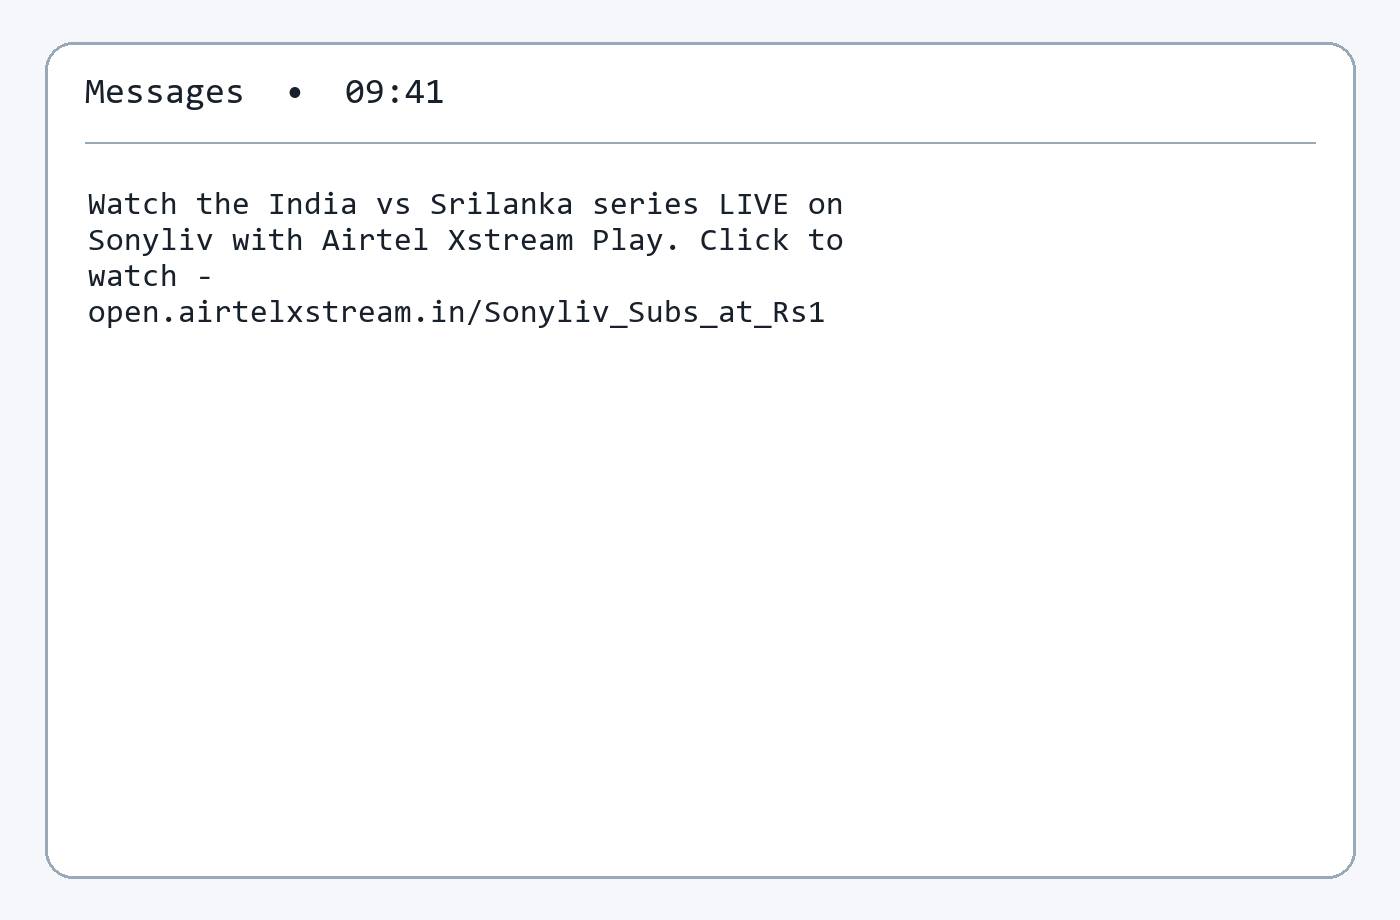 Messages • 09:41
Watch the India vs Srilanka series LIVE on
Sonyliv with Airtel Xstream Play. Click to
watch -
open.airtelxstream.in/Sonyliv_Subs_at_Rs1